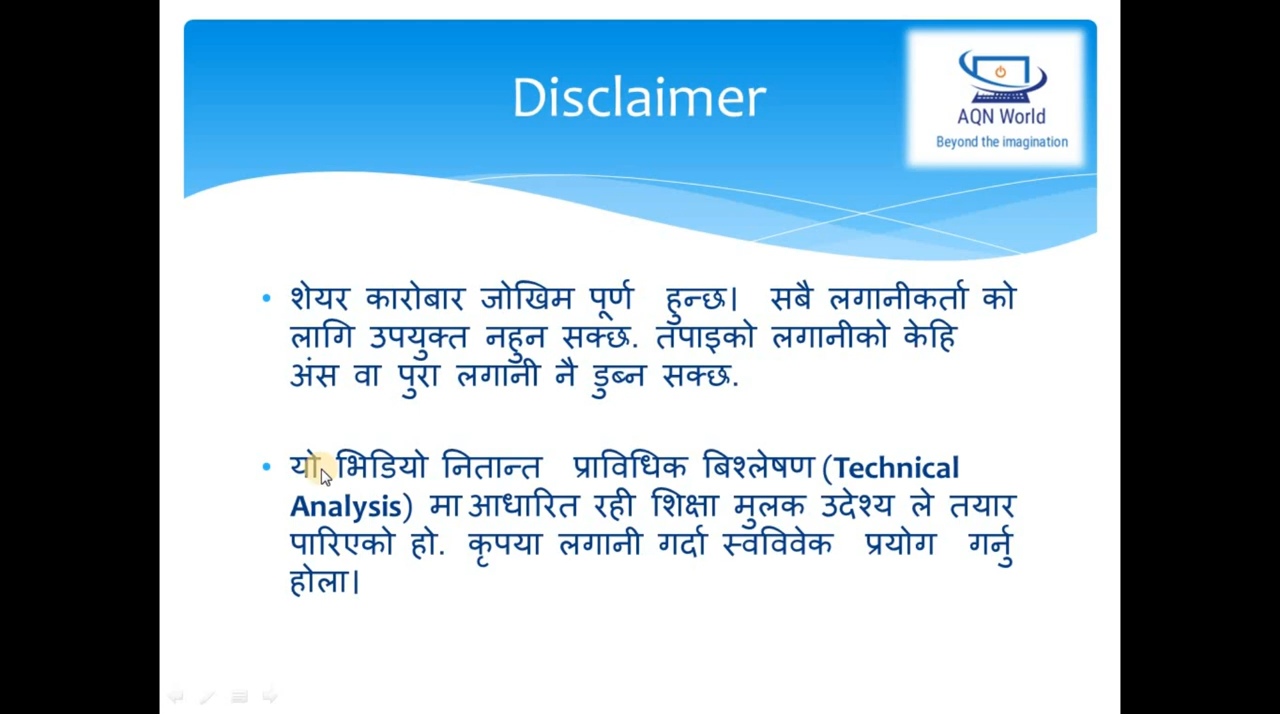 Disclaimer
AQN World
Beyond the imagination
• शेयर कारोबार जोखिम पूर्ण हुन्छ। सबै लगानीकर्ता को
लागि उपयुक्त नहुन सक्छ. तपाइको लगानीको केहि
अंस वा पुरा लगानी नै डुब्न सक्छ.
• यो भिडियो नितान्त प्राविधिक बिश्लेषण (Technical
Analysis) मा आधारित रही शिक्षा मुलक उदेश्य ले तयार
पारिएको हो. कृपया लगानी गर्दा स्वविवेक प्रयोग गर्नु
होला।